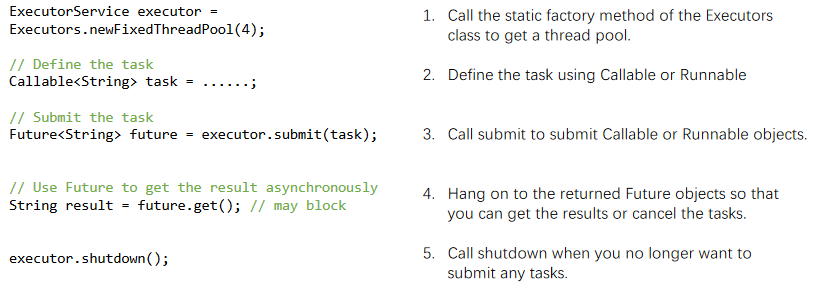 ExecutorService executor =
Executors.newFixedThreadPool(4);
// Define the task
Callable<String> task = ......;
// Submit the task
Future<String> future = executor.submit(task);
// Use Future to get the result asynchronously
String result = future.get(); // may block
executor.shutdown();
1. Call the static factory method of the Executors
class to get a thread pool.
2. Define the task using Callable or Runnable
3. Call submit to submit Callable or Runnable objects.
4. Hang on to the returned Future objects so that
you can get the results or cancel the tasks.
5. Call shutdown when you no longer want to
submit any tasks.